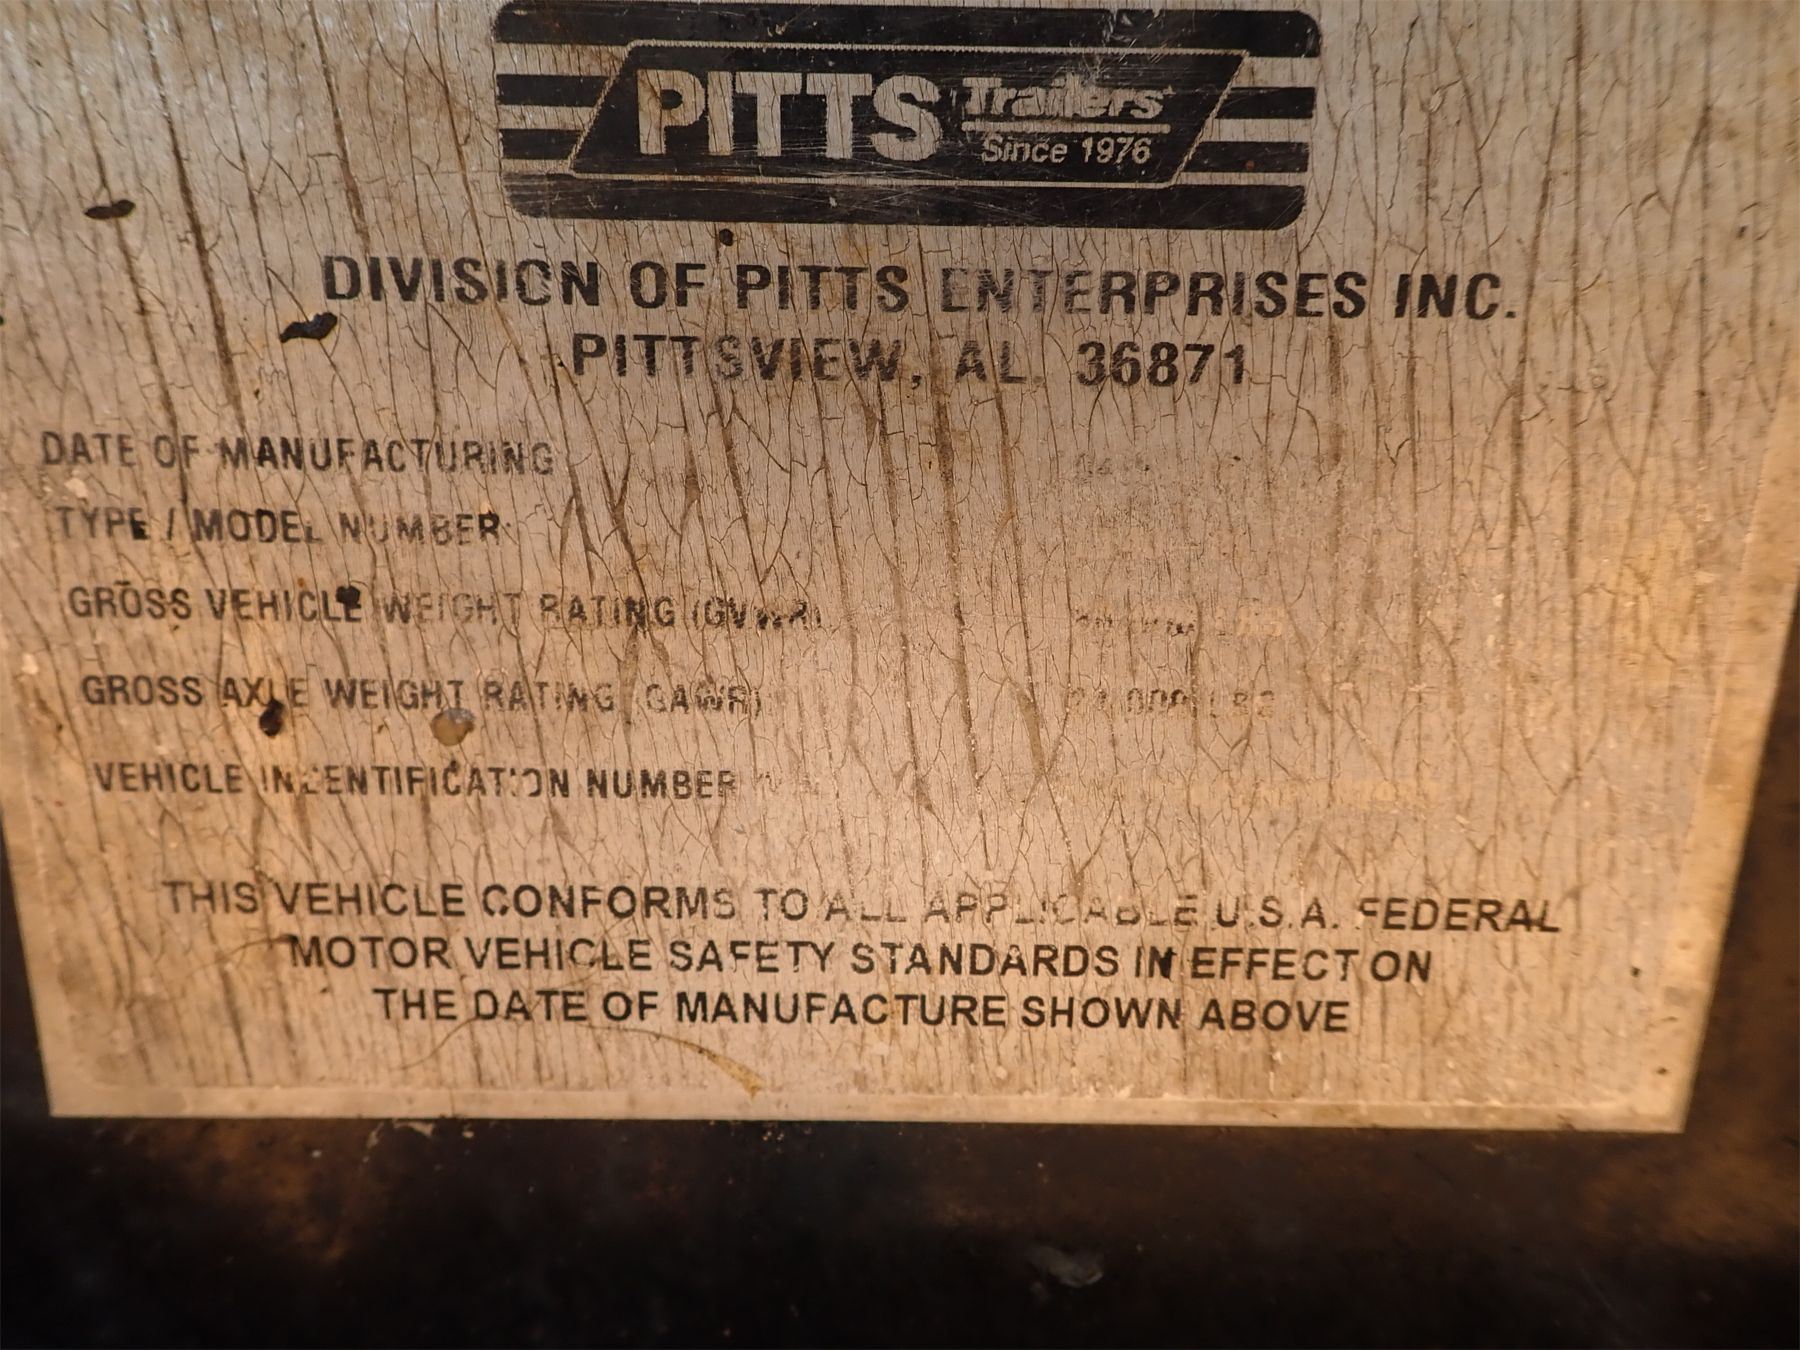 PITTS Trailers
Since 1976
DIVISION OF PITTS ENTERPRISES INC.
PITTSVIEW, AL 36871
DATE OF MANUFACTURING
TYPE / MODEL NUMBER
GROSS VEHICLE WEIGHT RATING (GVWR)
GROSS AXLE WEIGHT RATING (GAWR) LBS
VEHICLE INDENTIFICATION NUMBER
THIS VEHICLE CONFORMS TO ALL APPLICABLE U.S.A. FEDERAL
MOTOR VEHICLE SAFETY STANDARDS IN EFFECT ON
THE DATE OF MANUFACTURE SHOWN ABOVE